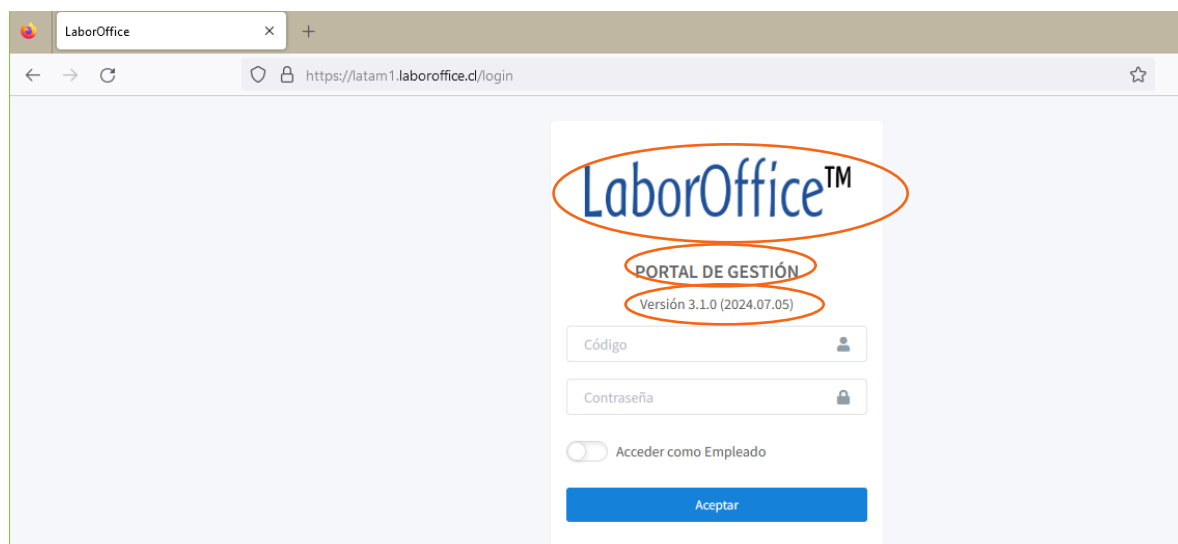 LaborOffice
https://latam1.laboroffice.cl/login
LaborOffice™
PORTAL DE GESTIÓN
Versión 3.1.0 (2024.07.05)
Código
Contraseña
Acceder como Empleado
Aceptar